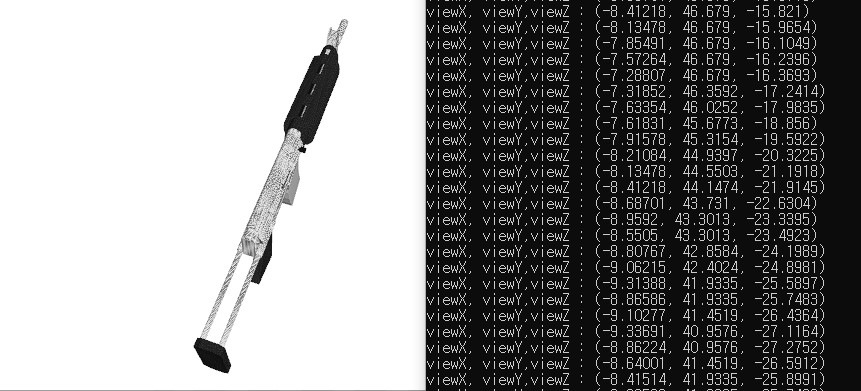 viewX, viewY,viewZ : (-8.41218, 46.679, -15.821)
viewX, viewY,viewZ : (-8.13478, 46.679, -15.9654)
viewX, viewY,viewZ : (-7.85491, 46.679, -16.1049)
viewX, viewY,viewZ : (-7.57264, 46.679, -16.2396)
viewX, viewY,viewZ : (-7.28807, 46.679, -16.3693)
viewX, viewY,viewZ : (-7.31852, 46.3592, -17.2414)
viewX, viewY,viewZ : (-7.63354, 46.0252, -17.9835)
viewX, viewY,viewZ : (-7.61831, 45.6773, -18.856)
viewX, viewY,viewZ : (-7.91578, 45.3154, -19.5922)
viewX, viewY,viewZ : (-8.21084, 44.9397, -20.3225)
viewX, viewY,viewZ : (-8.13478, 44.5503, -21.1918)
viewX, viewY,viewZ : (-8.41218, 44.1474, -21.9145)
viewX, viewY,viewZ : (-8.68701, 43.731, -22.6304)
viewX, viewY,viewZ : (-8.9592, 43.3013, -23.3395)
viewX, viewY,viewZ : (-8.5505, 43.3013, -23.4923)
viewX, viewY,viewZ : (-8.80767, 42.8584, -24.1989)
viewX, viewY,viewZ : (-9.06215, 42.4024, -24.8981)
viewX, viewY,viewZ : (-9.31388, 41.9335, -25.5897)
viewX, viewY,viewZ : (-8.86586, 41.9335, -25.7483)
viewX, viewY,viewZ : (-9.10277, 41.4519, -26.4364)
viewX, viewY,viewZ : (-9.33691, 40.9576, -27.1164)
viewX, viewY,viewZ : (-8.86224, 40.9576, -27.2752)
viewX, viewY,viewZ : (-8.64001, 41.4519, -26.5912)
viewX, viewY,viewZ : (-8.41514, 41.9335, -25.8991)